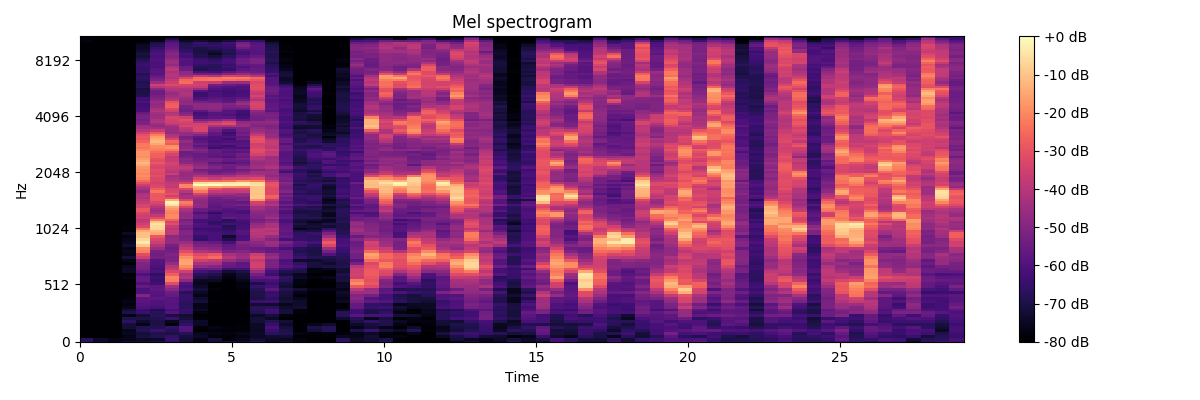 Mel spectrogram
Hz
8192
4096
2048
1024
512
0
0 5 10 15 20 25
Time
+0 dB
-10 dB
-20 dB
-30 dB
-40 dB
-50 dB
-60 dB
-70 dB
-80 dB